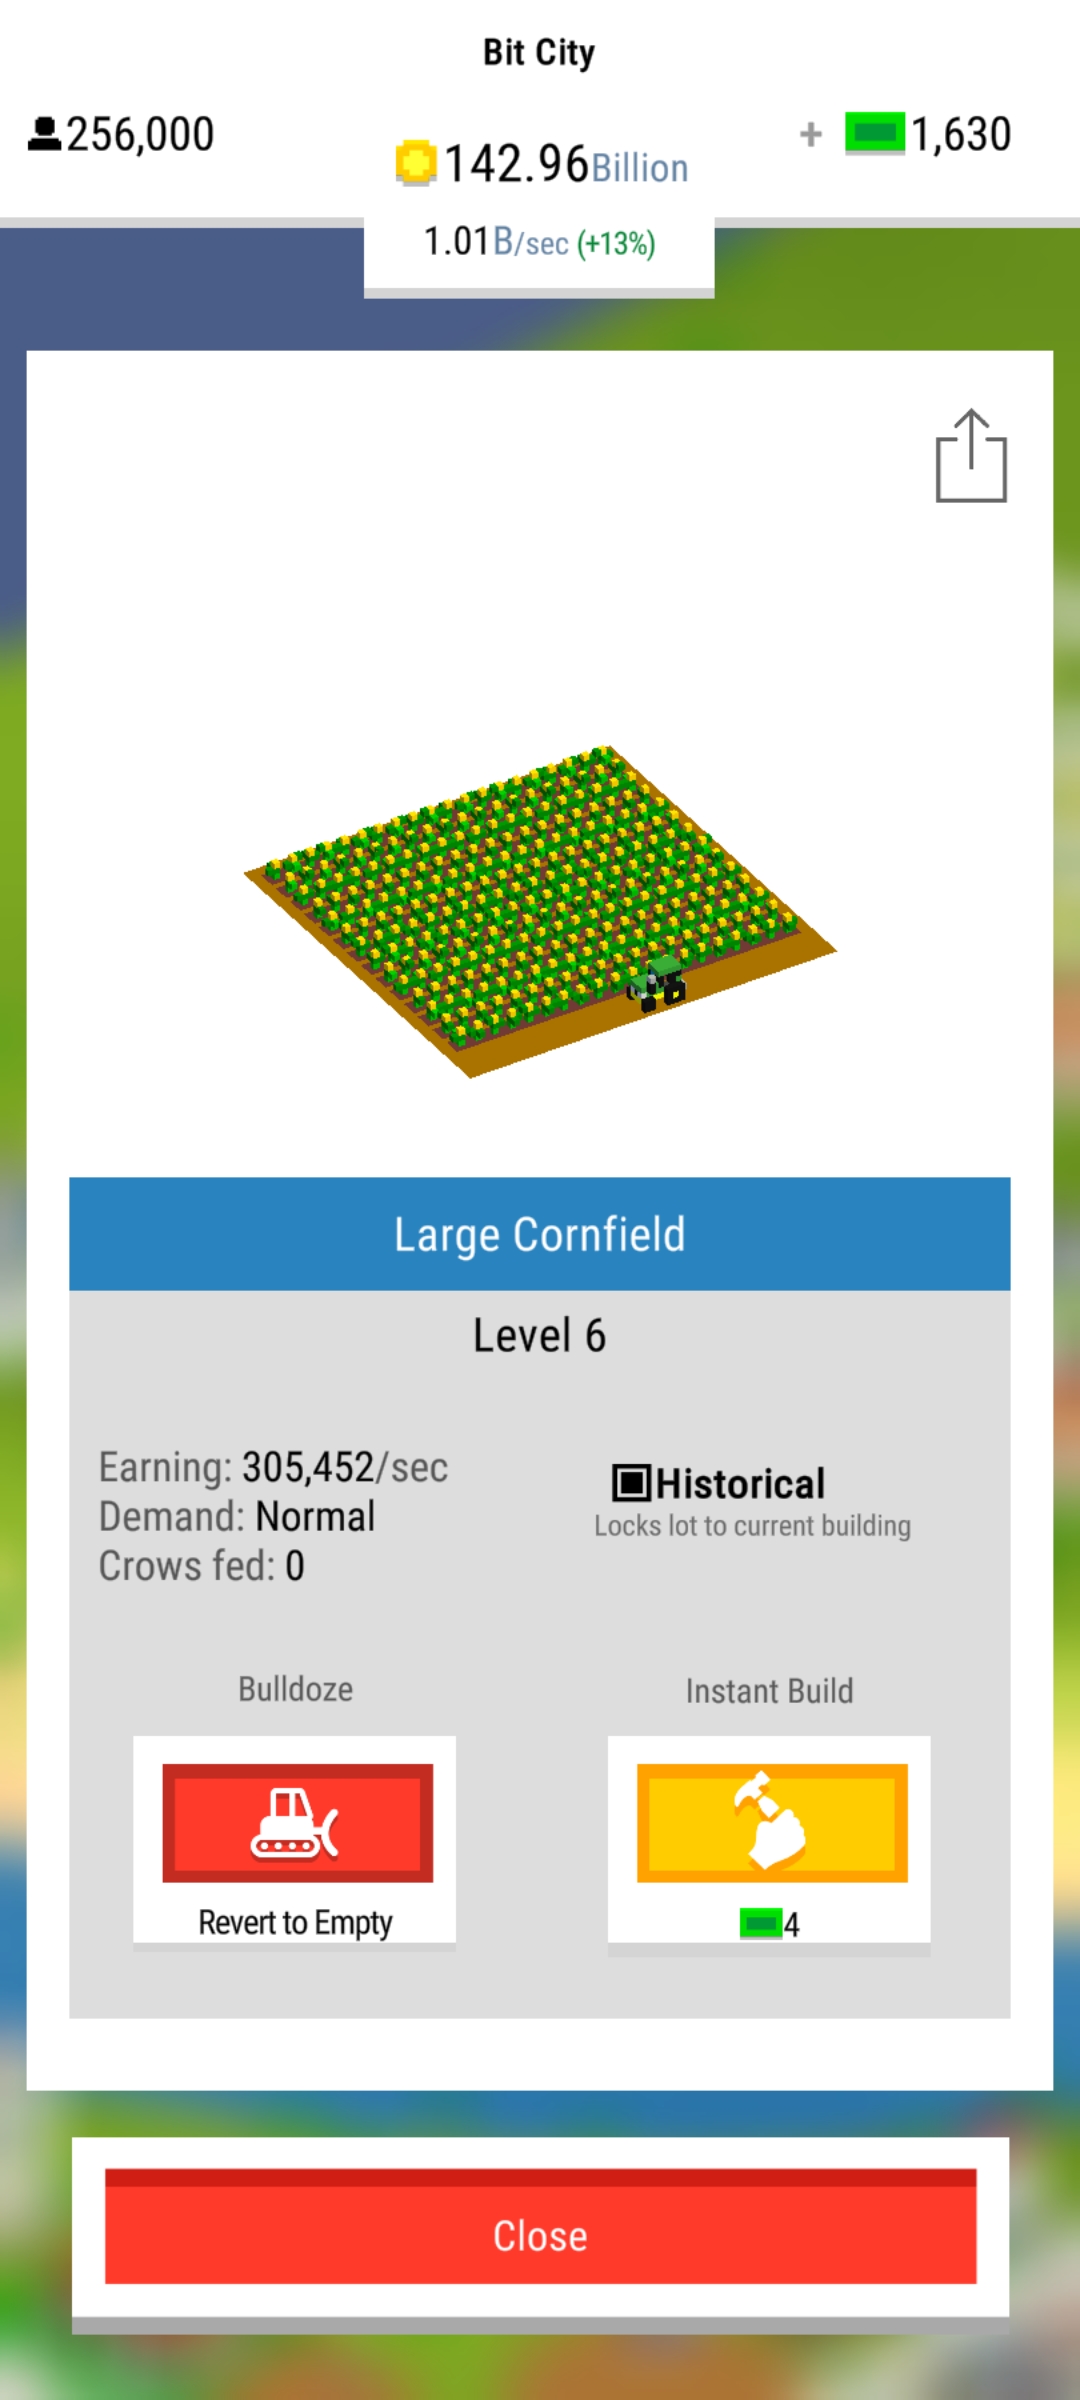 Bit City
256,000
142.96Billion
+ 1,630
1.01B/sec (+13%)
Large Cornfield
Level 6
Earning: 305,452/sec
Demand: Normal
Crows fed: 0
Historical
Locks lot to current building
Bulldoze
Revert to Empty
Instant Build
4
Close